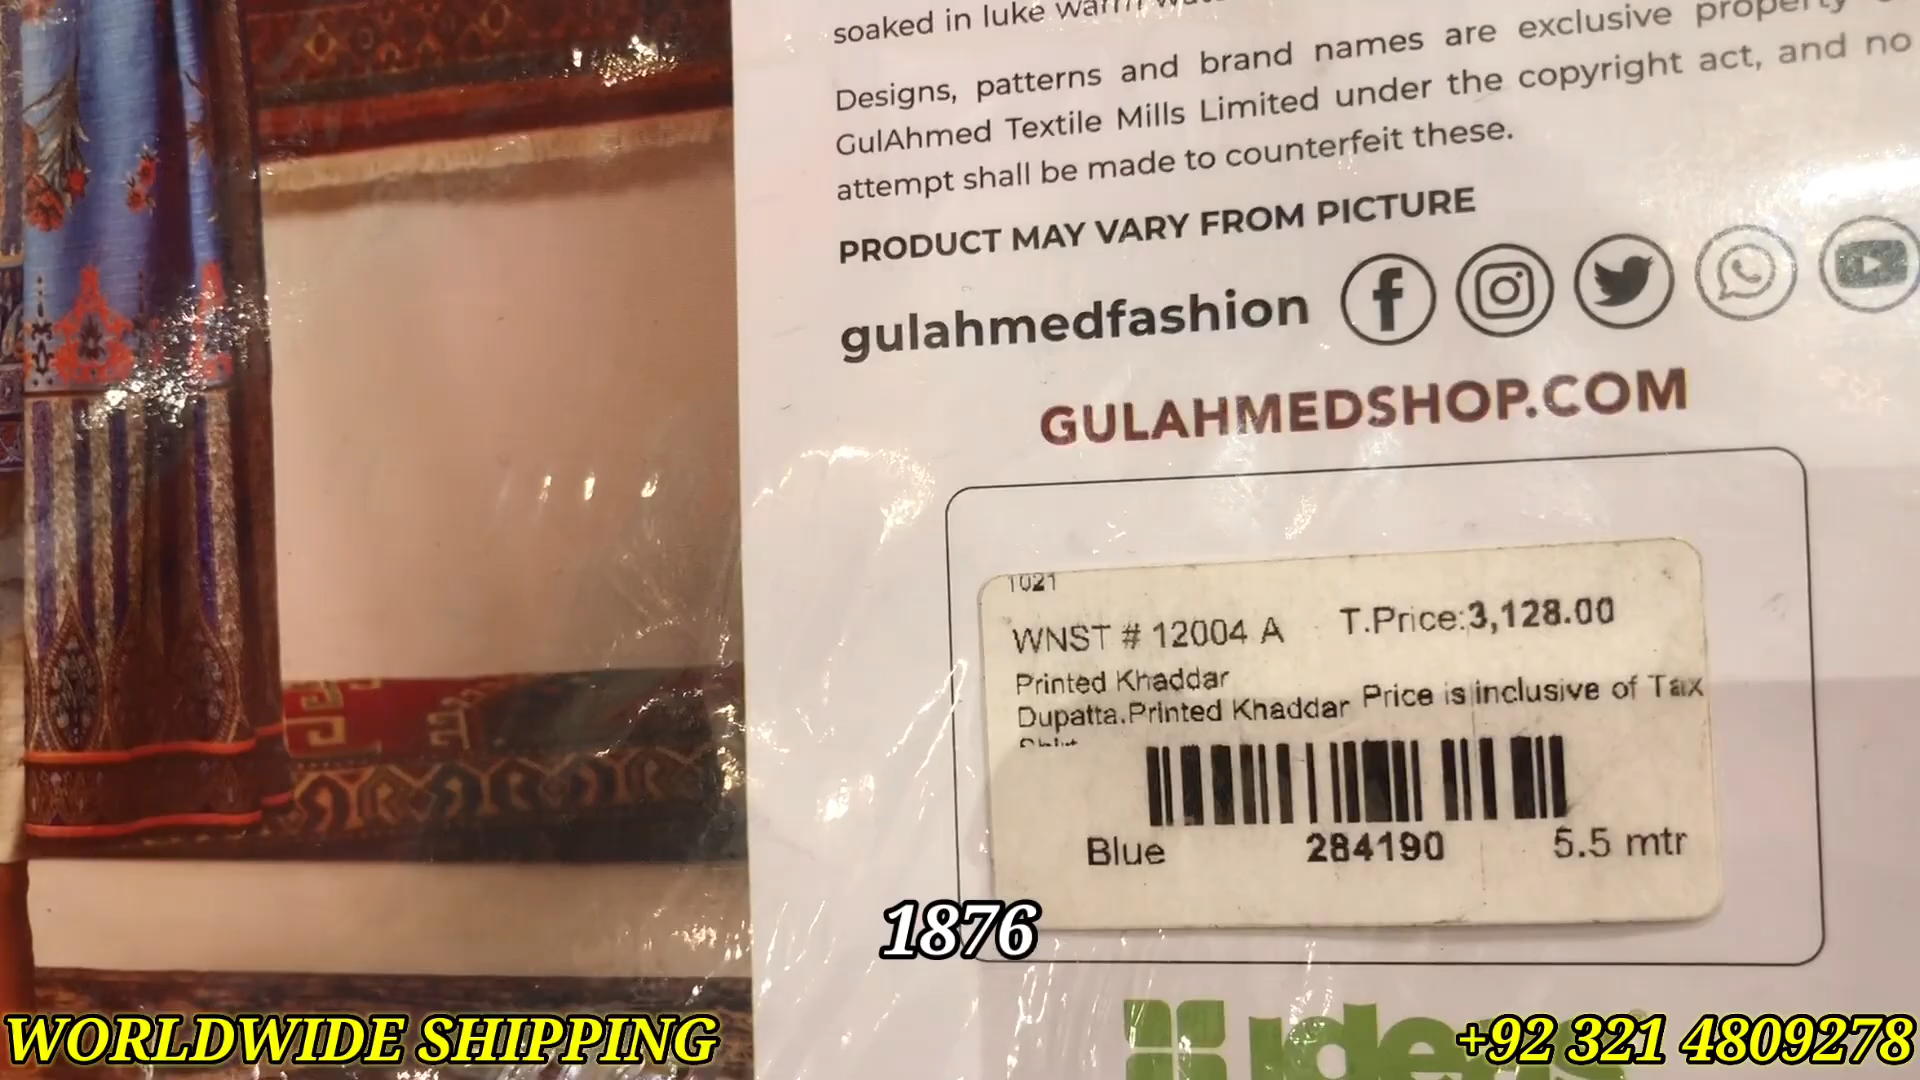 soaked in luke warm
Designs, patterns and brand names are exclusive property
GulAhmed Textile Mills Limited under the copyright act, and no
attempt shall be made to counterfeit these.
PRODUCT MAY VARY FROM PICTURE
gulahmedfashion
GULAHMEDSHOP.COM
1021
WNST # 12004 A T.Price:3,128.00
Printed Khaddar
Dupatta.Printed Khaddar Price is inclusive of Tax
Blue 284190 5.5 mtr
1876
Ideas
WORLDWIDE SHIPPING +92 321 4809278